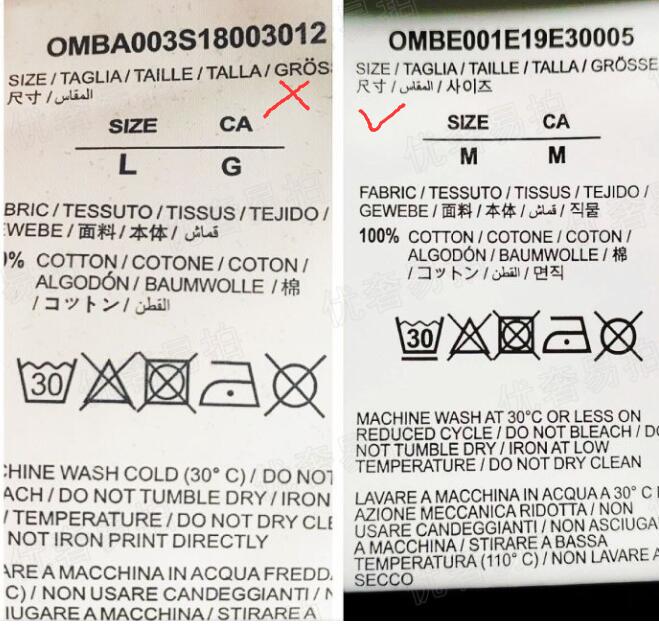 OMBA003S18003012
SIZE / TAGLIA / TAILLE / TALLA / GRÖS
尺寸 / المقاس
SIZE CA
L G
BRIC / TESSUTO / TISSUS / TEJIDO /
EWEBE / 面料 / 本体 / قماش
% COTTON / COTONE / COTON /
ALGODÓN / BAUMWOLLE / 棉
/ コットン / القطن
30
CHINE WASH COLD (30° C) / DO NOT
ACH / DO NOT TUMBLE DRY / IRON
/ TEMPERATURE / DO NOT DRY CLE
NOT IRON PRINT DIRECTLY
ARE A MACCHINA IN ACQUA FREDD
C) / NON USARE CANDEGGIANTI / N
IUGARE A MACCHINA / STIRARE A
OMBE001E19E30005
SIZE / TAGLIA / TAILLE / TALLA / GRÖSSE
尺寸 / المقاس / 사이즈
SIZE CA
M M
FABRIC / TESSUTO / TISSUS / TEJIDO /
GEWEBE / 面料 / 本体 / قماش / 직물
100% COTTON / COTONE / COTON /
ALGODÓN / BAUMWOLLE / 棉
/ コットン / القطن / 면직
30
MACHINE WASH AT 30°C OR LESS ON
REDUCED CYCLE / DO NOT BLEACH / DO
NOT TUMBLE DRY / IRON AT LOW
TEMPERATURE / DO NOT DRY CLEAN
LAVARE A MACCHINA IN ACQUA A 30° C
AZIONE MECCANICA RIDOTTA / NON
USARE CANDEGGIANTI / NON ASCIUGA
A MACCHINA / STIRARE A BASSA
TEMPERATURA (110° C) / NON LAVARE A
SECCO
优奢易拍